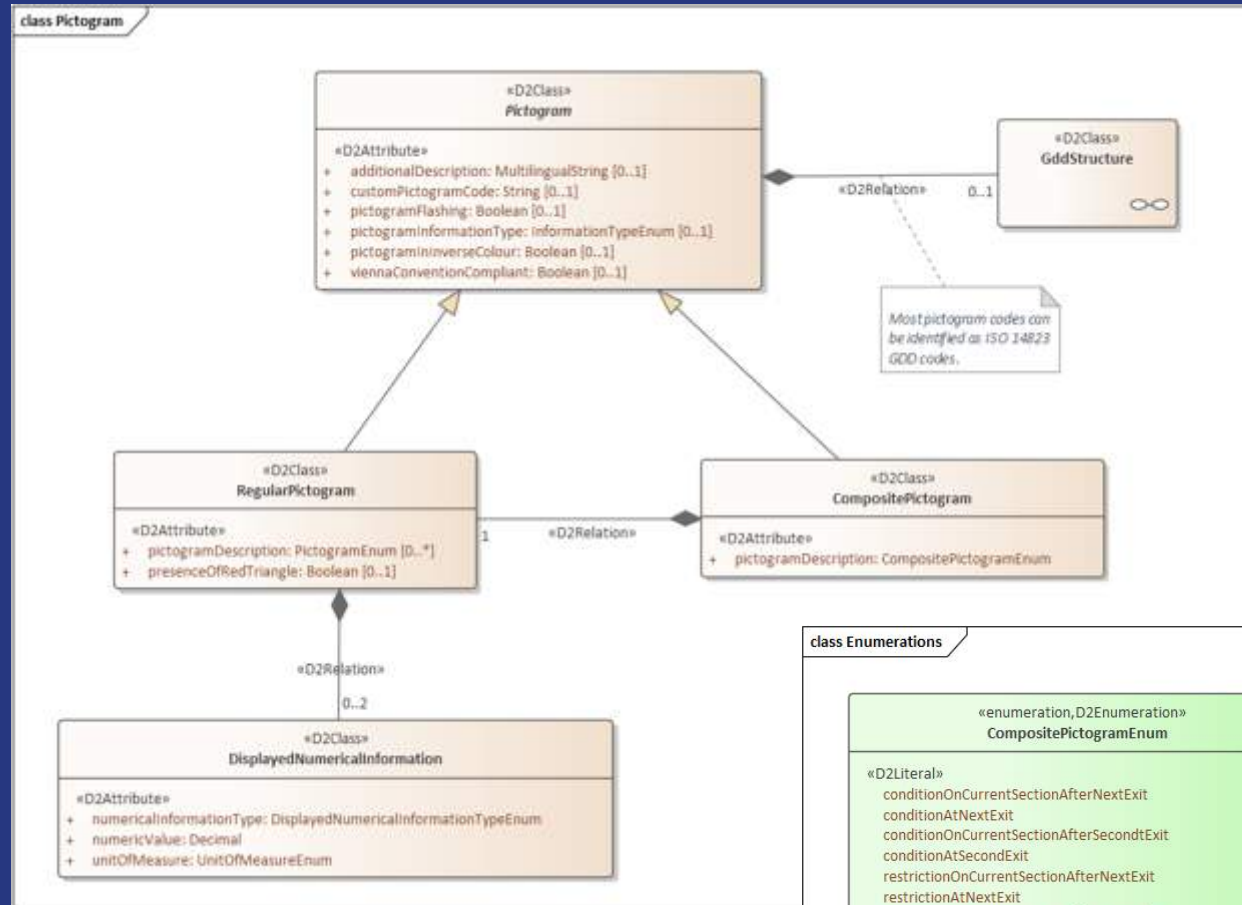 class Pictogram
«D2Class»
Pictogram
«D2Attribute»
+ additionalDescription: MultilingualString [0..1]
+ customPictogramCode: String [0..1]
+ pictogramFlashing: Boolean [0..1]
+ pictogramInformationType: InformationTypeEnum [0..1]
+ pictogramInInverseColour: Boolean [0..1]
+ viennaConventionCompliant: Boolean [0..1]
«D2Relation»
0..1
«D2Class»
GddStructure
Most pictogram codes can
be identified as ISO 14823
GDD codes.
«D2Class»
RegularPictogram
«D2Attribute»
+ pictogramDescription: PictogramEnum [0..*]
+ presenceOfRedTriangle: Boolean [0..1]
1
«D2Relation»
«D2Class»
CompositePictogram
«D2Attribute»
+ pictogramDescription: CompositePictogramEnum
«D2Relation»
0..2
«D2Class»
DisplayedNumericalInformation
«D2Attribute»
+ numericalInformationType: DisplayedNumericalInformationTypeEnum
+ numericValue: Decimal
+ unitOfMeasure: UnitOfMeasureEnum
class Enumerations
«enumeration,D2Enumeration»
CompositePictogramEnum
«D2Literal»
conditionOnCurrentSectionAfterNextExit
conditionAtNextExit
conditionOnCurrentSectionAfterSecondtExit
conditionAtSecondExit
restrictionOnCurrentSectionAfterNextExit
restrictionAtNextExit